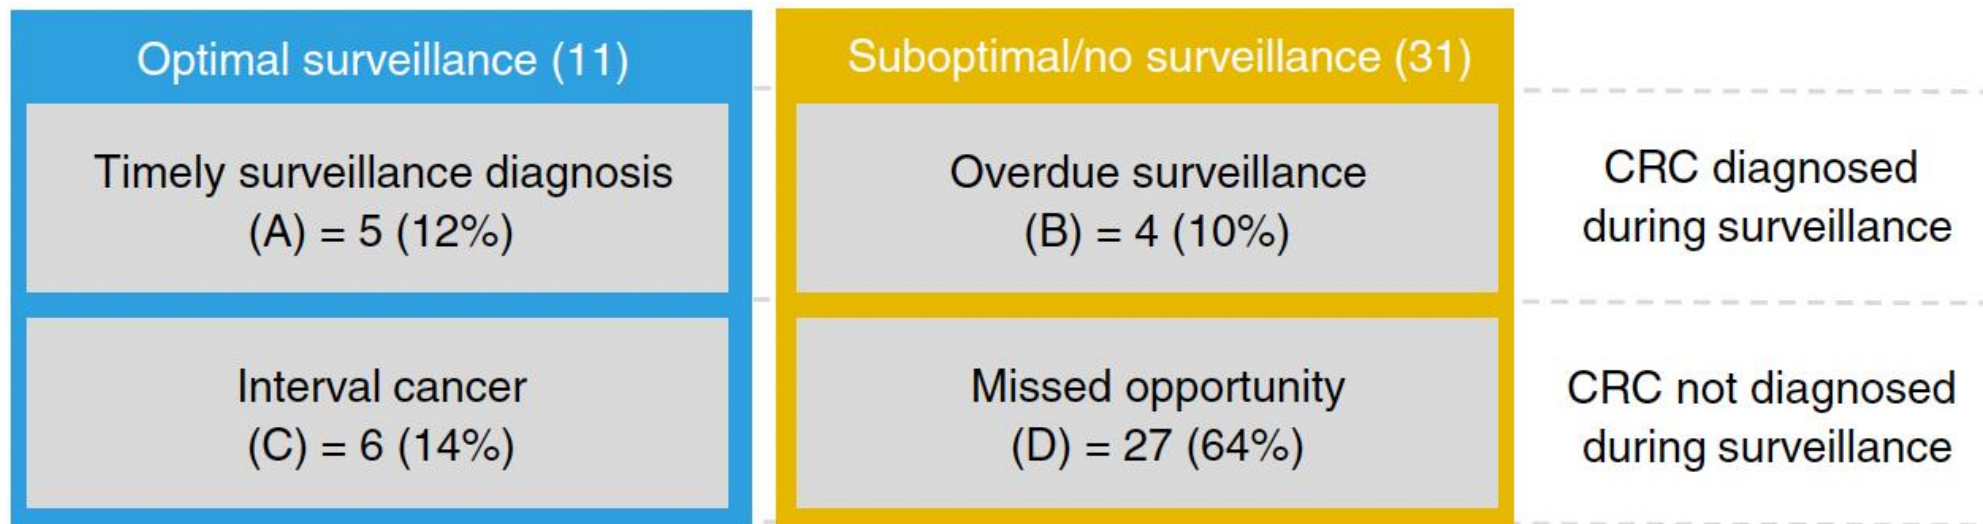 Optimal surveillance (11)
Suboptimal/no surveillance (31)
Timely surveillance diagnosis
(A) = 5 (12%)
Overdue surveillance
(B) = 4 (10%)
CRC diagnosed
during surveillance
Interval cancer
(C) = 6 (14%)
Missed opportunity
(D) = 27 (64%)
CRC not diagnosed
during surveillance